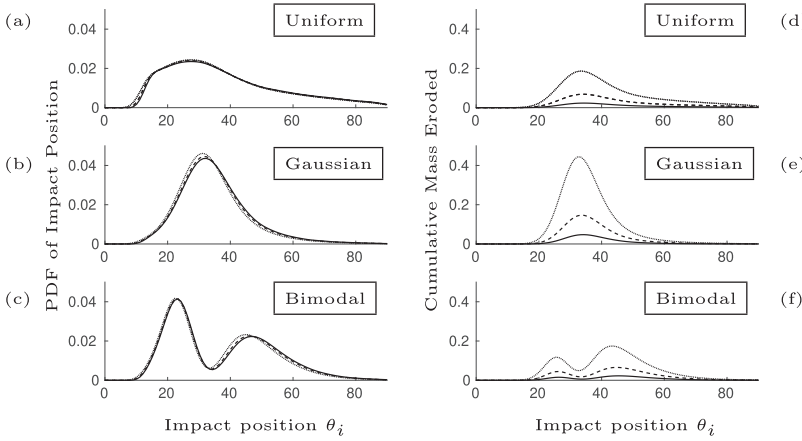 (a)
Uniform
0.04
0.02
0
0 20 40 60 80
(b)
Gaussian
0.04
0.02
0
0 20 40 60 80
(c)
Bimodal
0.04
0.02
0
0 20 40 60 80
PDF of Impact Position
Impact position θi
(d
Uniform
0.4
0.2
0
0 20 40 60 80
(e)
Gaussian
0.4
0.2
0
0 20 40 60 80
(f)
Bimodal
0.4
0.2
0
0 20 40 60 80
Cumulative Mass Eroded
Impact position θi